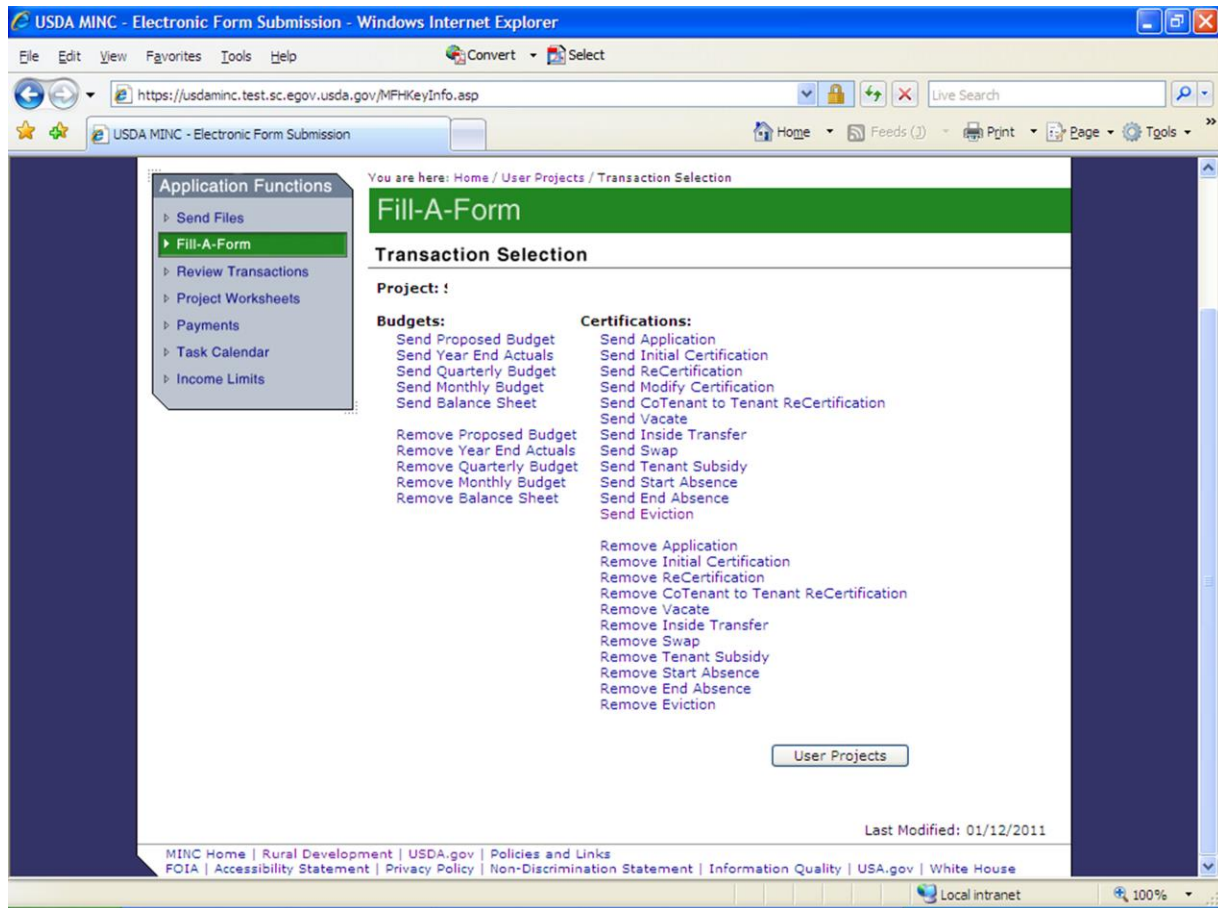 USDA MINC - Electronic Form Submission - Windows Internet Explorer
File Edit View Favorites Tools Help Convert Select
https://usdaminc.test.sc.egov.usda.gov/MFHKeyInfo.asp Live Search
USDA MINC - Electronic Form Submission Home Feeds (J) Print Page Tools »
Application Functions
Send Files
Fill-A-Form
Review Transactions
Project Worksheets
Payments
Task Calendar
Income Limits
You are here: Home / User Projects / Transaction Selection
Fill-A-Form
Transaction Selection
Project:
Budgets:
Send Proposed Budget
Send Year End Actuals
Send Quarterly Budget
Send Monthly Budget
Send Balance Sheet
Remove Proposed Budget
Remove Year End Actuals
Remove Quarterly Budget
Remove Monthly Budget
Remove Balance Sheet
Certifications:
Send Application
Send Initial Certification
Send ReCertification
Send Modify Certification
Send CoTenant to Tenant ReCertification
Send Vacate
Send Inside Transfer
Send Swap
Send Tenant Subsidy
Send Start Absence
Send End Absence
Send Eviction
Remove Application
Remove Initial Certification
Remove ReCertification
Remove CoTenant to Tenant ReCertification
Remove Vacate
Remove Inside Transfer
Remove Swap
Remove Tenant Subsidy
Remove Start Absence
Remove End Absence
Remove Eviction
User Projects
Last Modified: 01/12/2011
MINC Home | Rural Development | USDA.gov | Policies and Links
FOIA | Accessibility Statement | Privacy Policy | Non-Discrimination Statement | Information Quality | USA.gov | White House
Local intranet 100%